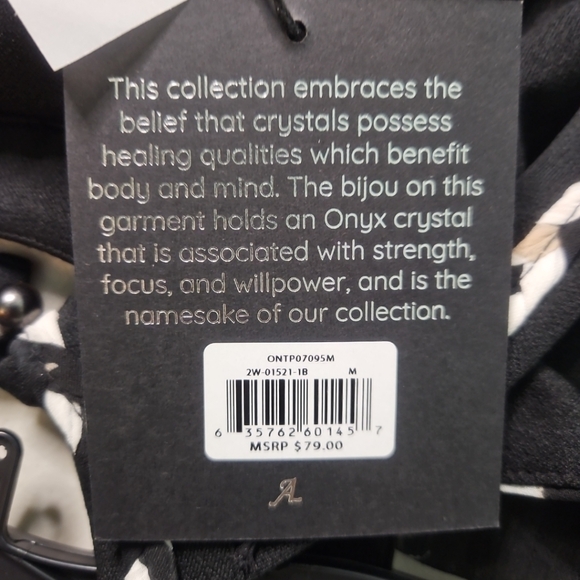 This collection embraces the
belief that crystals possess
healing qualities which benefit
body and mind. The bijou on this
garment holds an Onyx crystal
that is associated with strength,
focus, and willpower, and is the
namesake of our collection.
ONTP07095M
2W-01521-1B M
6 35762 60145 7
MSRP $79.00
A